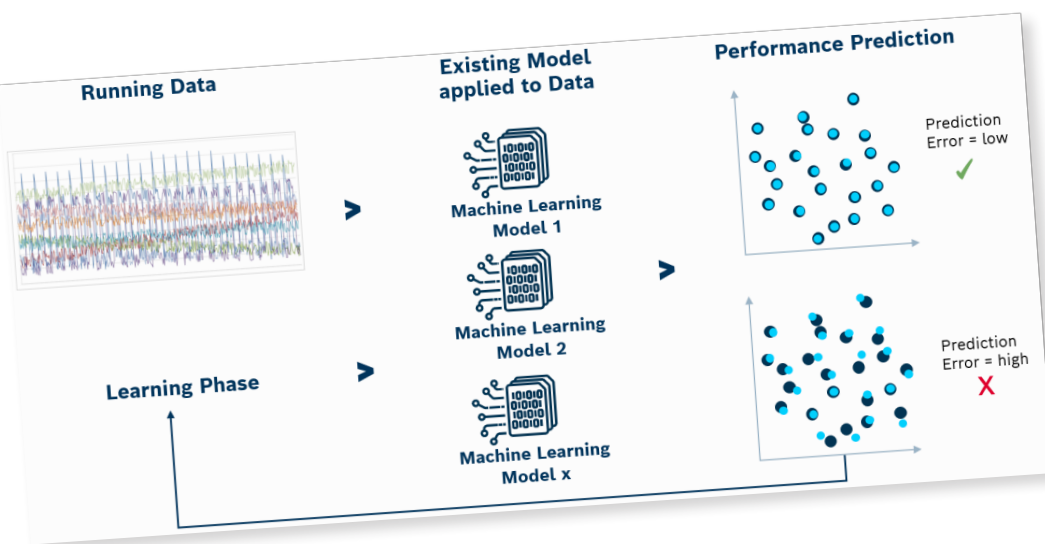 Running Data
Existing Model
applied to Data
Performance Prediction
Machine Learning
Model 1
Machine Learning
Model 2
Machine Learning
Model x
Learning Phase
Prediction
Error = low
Prediction
Error = high
X